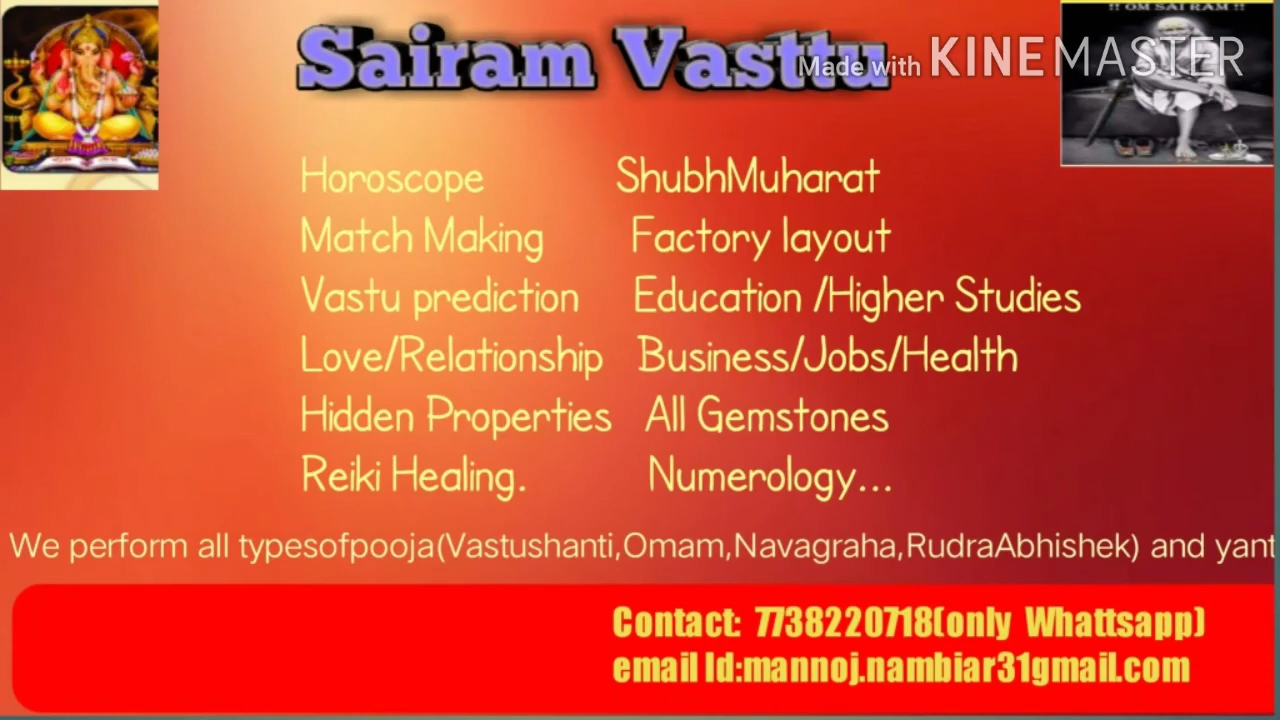 !! OM SAI RAM !!
Sairam Vasttu
Made with KINEMASTER
Horoscope ShubhMuharat
Match Making Factory layout
Vastu prediction Education /Higher Studies
Love/Relationship Business/Jobs/Health
Hidden Properties All Gemstones
Reiki Healing. Numerology...
We perform all typesofpooja(Vastushanti,Omam,Navagraha,RudraAbhishek) and yant
Contact: 7738220718(only Whattsapp)
email Id:mannoj.nambiar31gmail.com